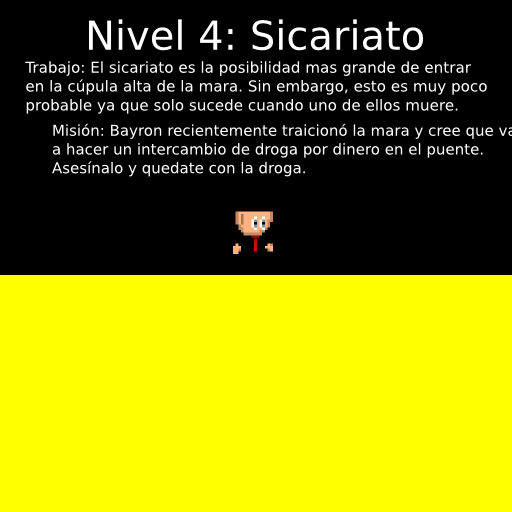 Nivel 4: Sicariato
Trabajo: El sicariato es la posibilidad mas grande de entrar
en la cúpula alta de la mara. Sin embargo, esto es muy poco
probable ya que solo sucede cuando uno de ellos muere.
Misión: Bayron recientemente traicionó la mara y cree que va
a hacer un intercambio de droga por dinero en el puente.
Asesínalo y quedate con la droga.